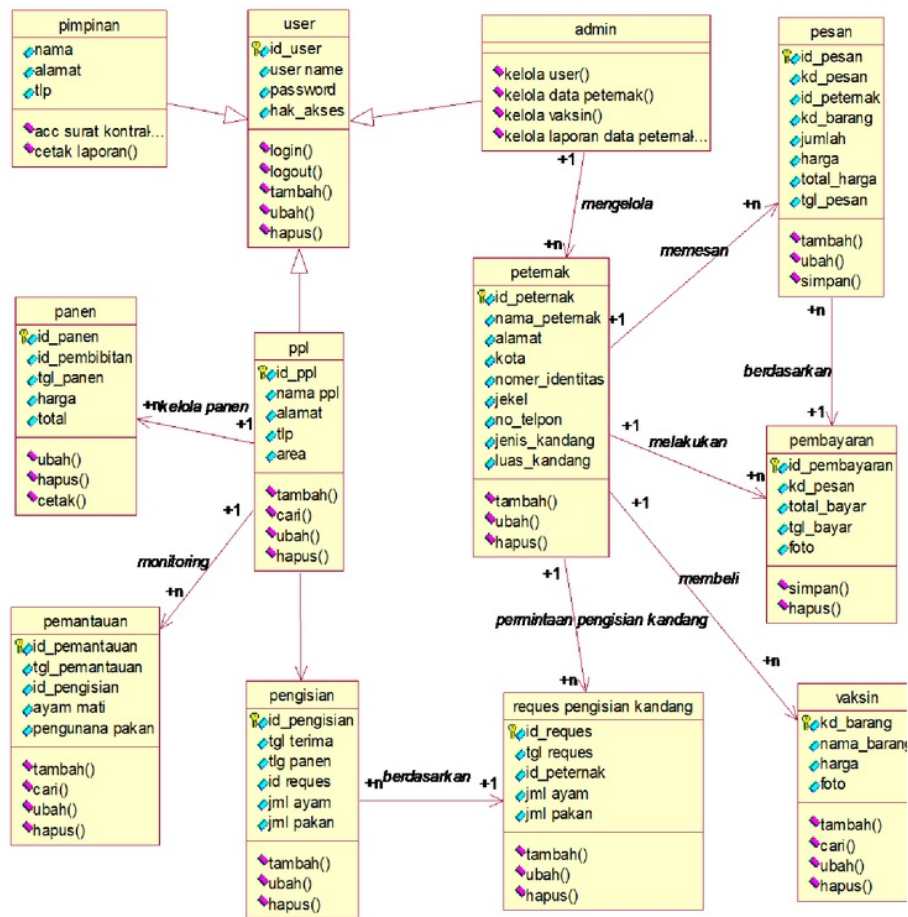 pimpinan
nama
alamat
tlp
acc surat kontrak...
cetak laporan()
user
id_user
user name
password
hak_akses
login()
logout()
tambah()
ubah()
hapus()
admin
kelola user()
kelola data peternak()
kelola vaksin()
kelola laporan data peternak...
pesan
id_pesan
kd_pesan
id_peternak
kd_barang
jumlah
harga
total_harga
tgl_pesan
tambah()
ubah()
simpan()
+1
mengelola
+n
+n
memesan
+1
peternak
id_peternak
nama_peternak
alamat
kota
nomer_identitas
jekel
no_telpon
jenis_kandang
luas_kandang
tambah()
ubah()
hapus()
+n
berdasarkan
+1
panen
id_panen
id_pembibitan
tgl_panen
harga
total
ubah()
hapus()
cetak()
+n
kelola panen
+1
ppl
id_ppl
nama ppl
alamat
tlp
area
tambah()
cari()
ubah()
hapus()
+1
melakukan
+n
pembayaran
id_pembayaran
kd_pesan
total_bayar
tgl_bayar
foto
simpan()
hapus()
+1
monitoring
+n
+1
membeli
+n
+1
permintaan pengisian kandang
+n
pemantauan
id_pemantauan
tgl_pemantauan
id_pengisian
ayam mati
pengunana pakan
tambah()
cari()
ubah()
hapus()
pengisian
id_pengisian
tgl terima
tlg panen
id reques
jml ayam
jml pakan
tambah()
ubah()
hapus()
+n
berdasarkan
+1
reques pengisian kandang
id_reques
tgl reques
id_peternak
jml ayam
jml pakan
tambah()
ubah()
hapus()
vaksin
kd_barang
nama_barang
harga
foto
tambah()
cari()
ubah()
hapus()